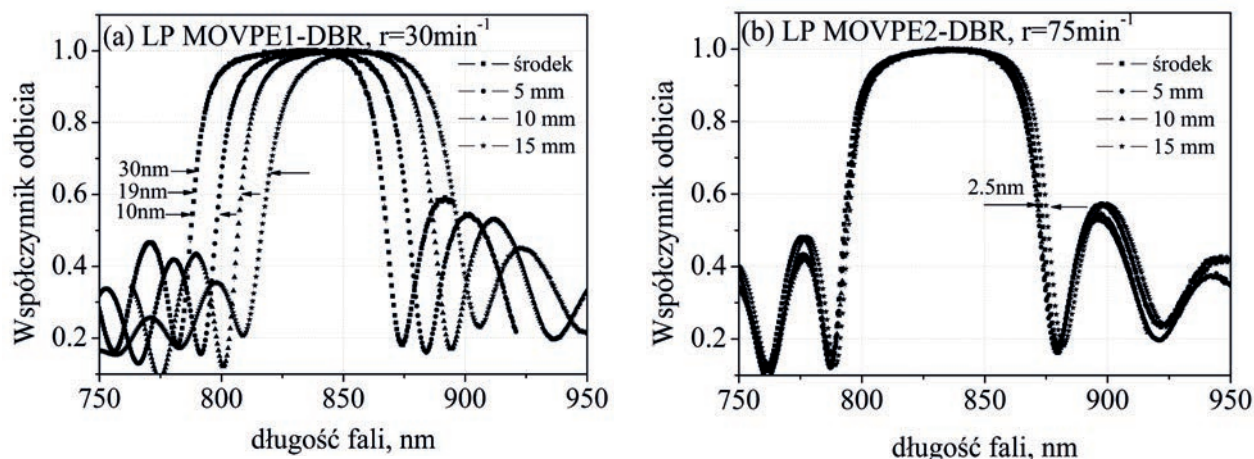 (a) LP MOVPE1-DBR, r=30min⁻¹
Współczynnik odbicia
1.0
0.8
0.6
0.4
0.2
środek
5 mm
10 mm
15 mm
30nm
19nm
10nm
750 800 850 900 950
długość fali, nm
(b) LP MOVPE2-DBR, r=75min⁻¹
Współczynnik odbicia
1.0
0.8
0.6
0.4
0.2
środek
5 mm
10 mm
15 mm
2.5nm
750 800 850 900 950
długość fali, nm